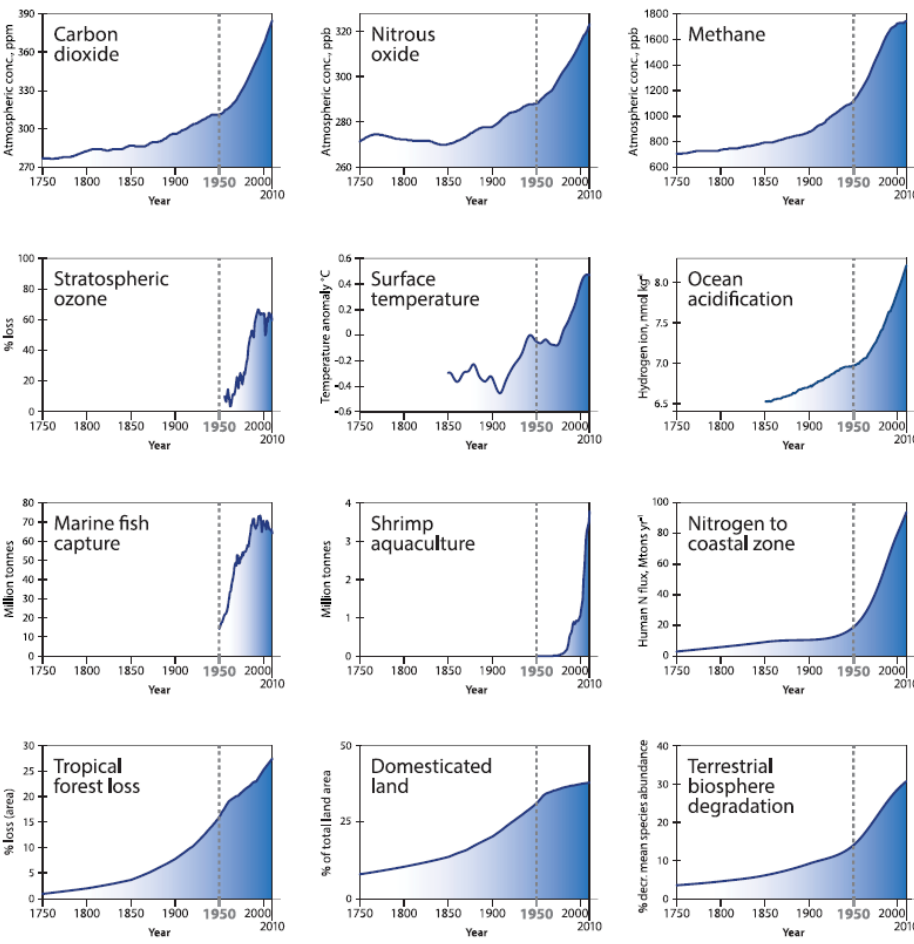 Carbon
dioxide
Atmospheric conc., ppm
390
360
330
300
270
1750 1800 1850 1900 1950 2000
2010
Year
Nitrous
oxide
Atmospheric conc., ppb
320
300
280
260
1750 1800 1850 1900 1950 2000
2010
Year
Methane
Atmospheric conc., ppb
1800
1600
1400
1200
1000
800
600
1750 1800 1850 1900 1950 2000
2010
Year
Stratospheric
ozone
% loss
100
80
60
40
20
0
1750 1800 1850 1900 1950 2000
2010
Year
Surface
temperature
Temperature anomaly °C
0.6
0.4
0.2
0
-0.2
-0.4
-0.6
1750 1800 1850 1900 1950 2000
2010
Year
Ocean
acidification
Hydrogen ion, nmol kg⁻¹
8.0
7.5
7.0
6.5
1750 1800 1850 1900 1950 2000
2010
Year
Marine fish
capture
Million tonnes
80
70
60
50
40
30
20
10
0
1750 1800 1850 1900 1950 2000
2010
Year
Shrimp
aquaculture
Million tonnes
4
3
2
1
0
1750 1800 1850 1900 1950 2000
2010
Year
Nitrogen to
coastal zone
Human N flux, Mtons yr⁻¹
100
80
60
40
20
0
1750 1800 1850 1900 1950 2000
2010
Year
Tropical
forest loss
% loss (area)
30
25
20
15
10
5
0
1750 1800 1850 1900 1950 2000
2010
Year
Domesticated
land
% of total land area
50
25
0
1750 1800 1850 1900 1950 2000
2010
Year
Terrestrial
biosphere
degradation
% decr. mean species abundance
40
30
20
10
0
1750 1800 1850 1900 1950 2000
2010
Year